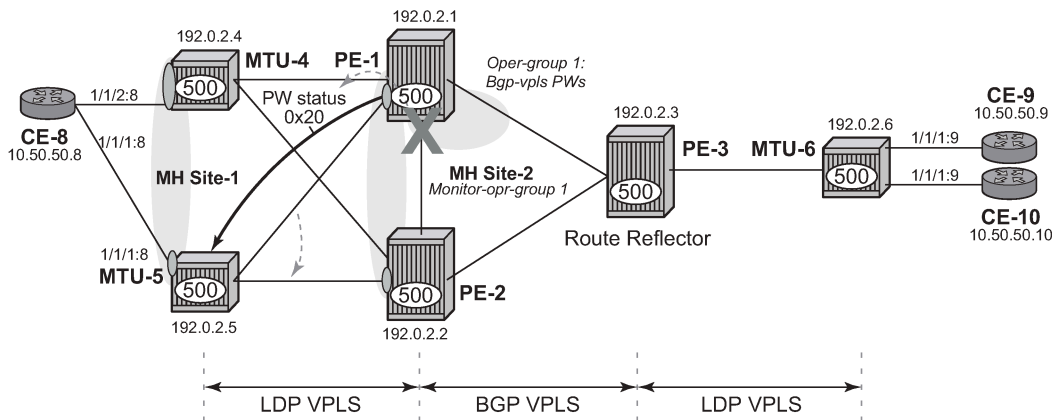 192.0.2.1
192.0.2.4
MTU-4
PE-1
Oper-group 1:
Bgp-vpls PWs
500
500
PW status
0x20
1/1/2:8
CE-8
10.50.50.8
1/1/1:8
MH Site-1
192.0.2.3
PE-3
500
Route Reflector
MH Site-2
Monitor-opr-group 1
MTU-6
192.0.2.6
500
1/1/1:9
1/1/1:9
CE-9
10.50.50.9
CE-10
10.50.50.10
1/1/1:8
MTU-5
500
192.0.2.5
500
PE-2
192.0.2.2
LDP VPLS
BGP VPLS
LDP VPLS